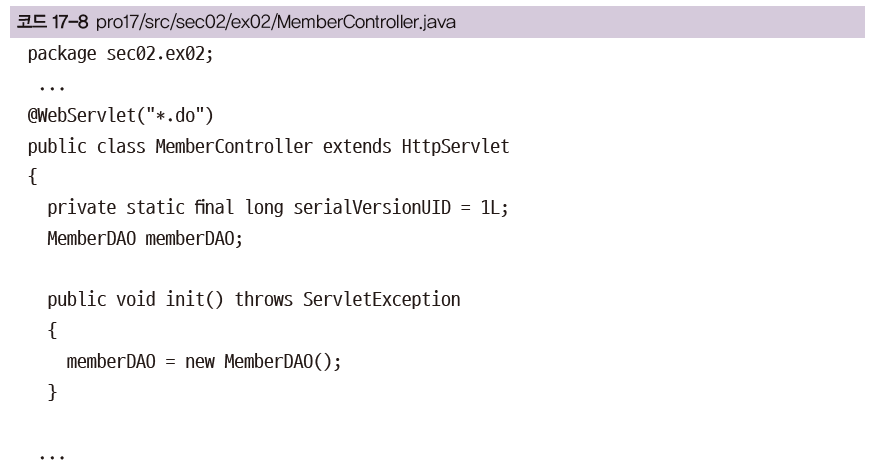 코드 17-8 pro17/src/sec02/ex02/MemberController.java
package sec02.ex02;
...
@WebServlet("*.do")
public class MemberController extends HttpServlet
{
private static final long serialVersionUID = 1L;
MemberDAO memberDAO;
public void init() throws ServletException
{
memberDAO = new MemberDAO();
}
...